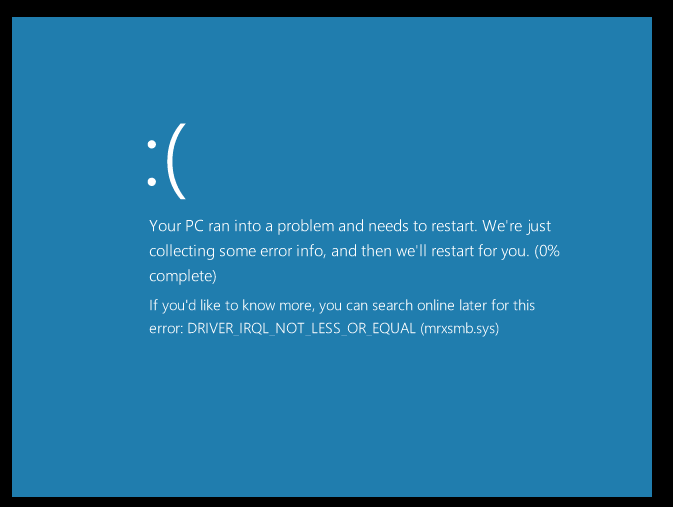 :(
Your PC ran into a problem and needs to restart. We're just
collecting some error info, and then we'll restart for you. (0%
complete)
If you'd like to know more, you can search online later for this
error: DRIVER_IRQL_NOT_LESS_OR_EQUAL (mrxsmb.sys)